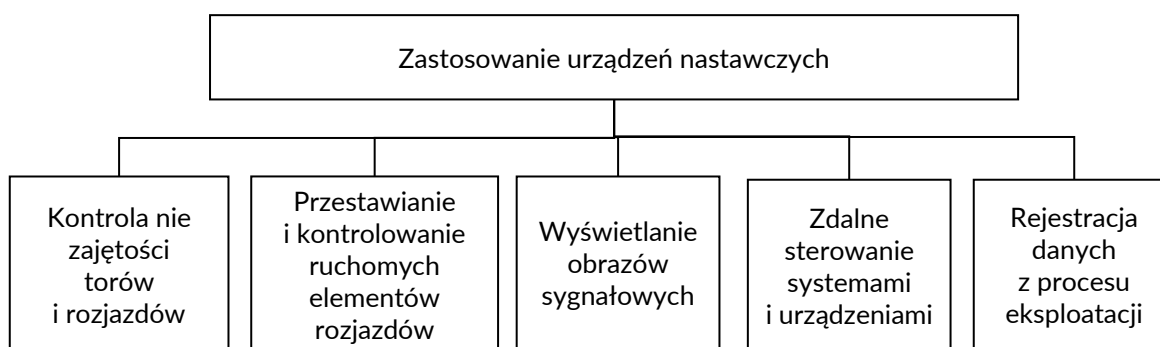 Zastosowanie urządzeń nastawczych
Kontrola nie
zajętości
torów
i rozjazdów
Przestawianie
i kontrolowanie
ruchomych
elementów
rozjazdów
Wyświetlanie
obrazów
sygnałowych
Zdalne
sterowanie
systemami
i urządzeniami
Rejestracja
danych
z procesu
eksploatacji